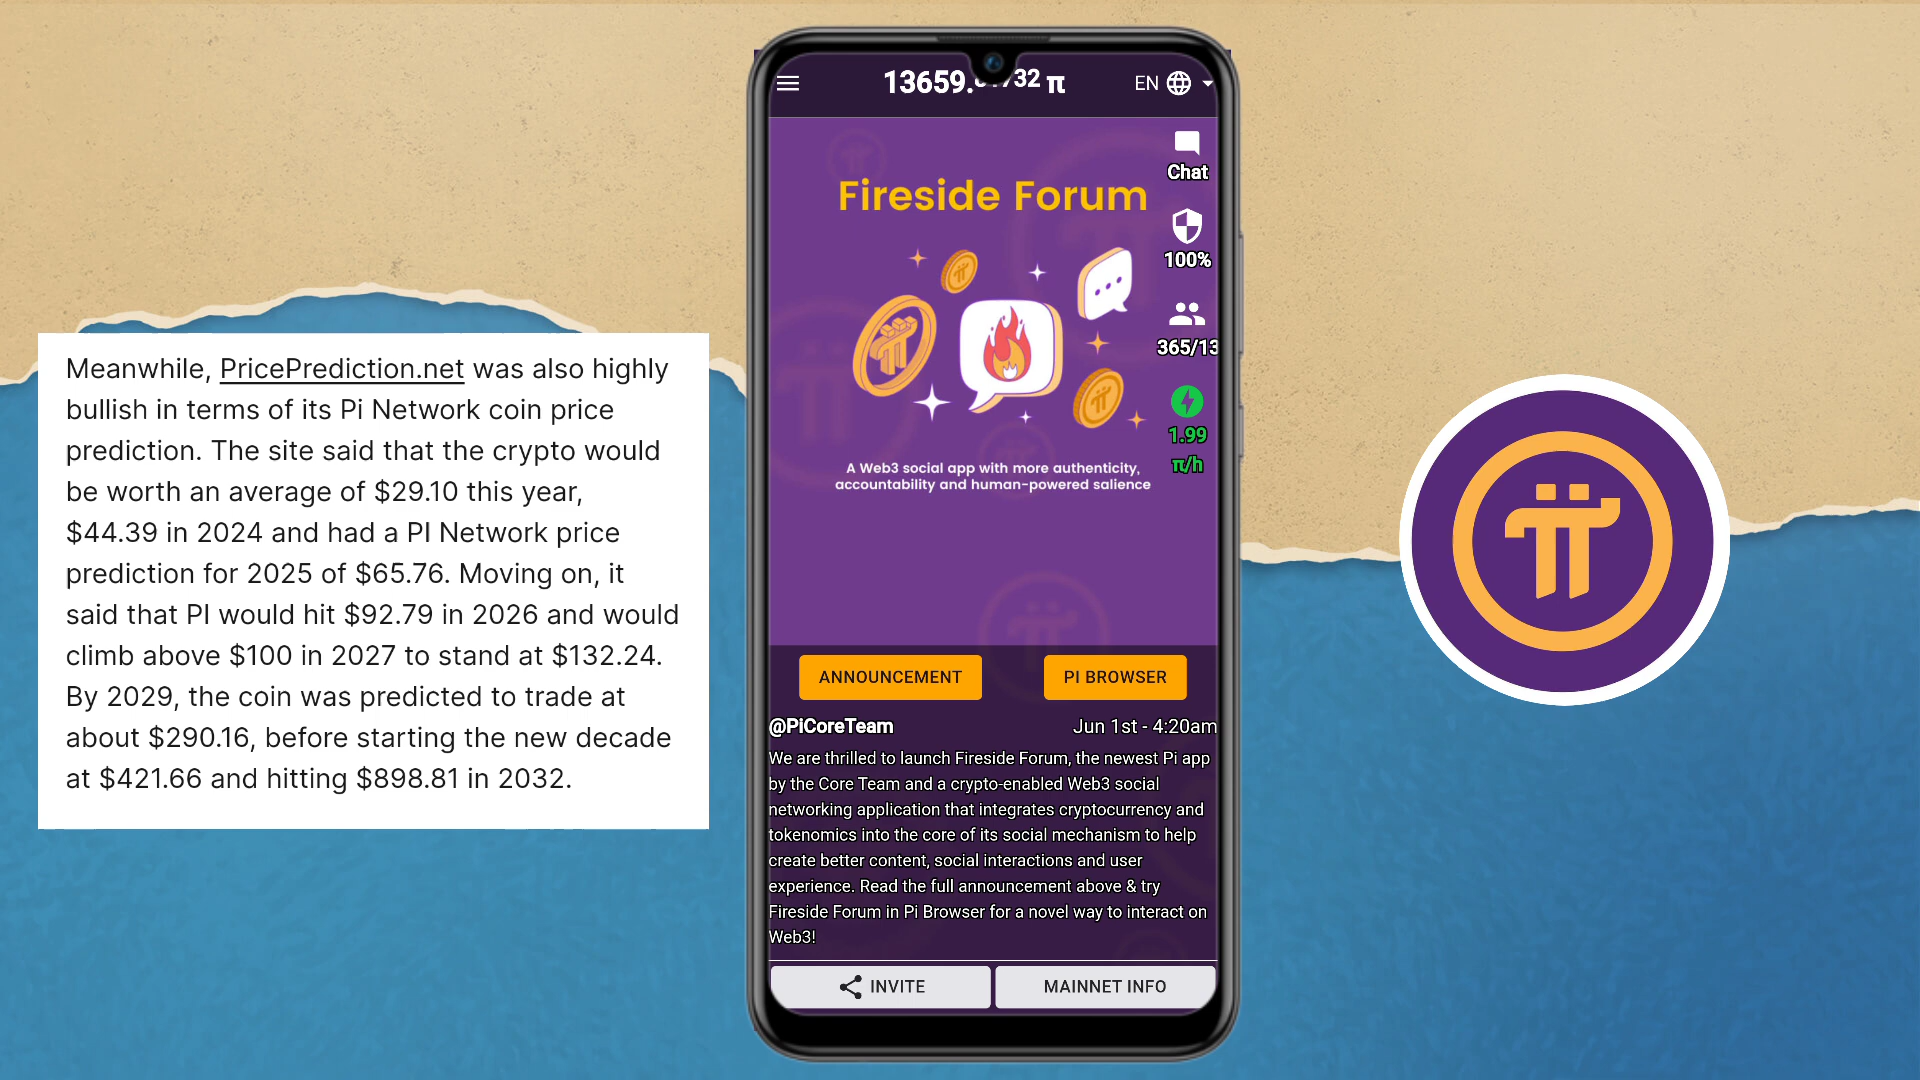 Meanwhile, PricePrediction.net was also highly
bullish in terms of its Pi Network coin price
prediction. The site said that the crypto would
be worth an average of $29.10 this year,
$44.39 in 2024 and had a PI Network price
prediction for 2025 of $65.76. Moving on, it
said that PI would hit $92.79 in 2026 and would
climb above $100 in 2027 to stand at $132.24.
By 2029, the coin was predicted to trade at
about $290.16, before starting the new decade
at $421.66 and hitting $898.81 in 2032.
13659. 32 π
EN
Chat
Fireside Forum
100%
365/13
1.99
π/h
A Web3 social app with more authenticity,
accountability and human-powered salience
ANNOUNCEMENT
PI BROWSER
@PiCoreTeam
Jun 1st - 4:20am
We are thrilled to launch Fireside Forum, the newest Pi app
by the Core Team and a crypto-enabled Web3 social
networking application that integrates cryptocurrency and
tokenomics into the core of its social mechanism to help
create better content, social interactions and user
experience. Read the full announcement above & try
Fireside Forum in Pi Browser for a novel way to interact on
Web3!
INVITE
MAINNET INFO